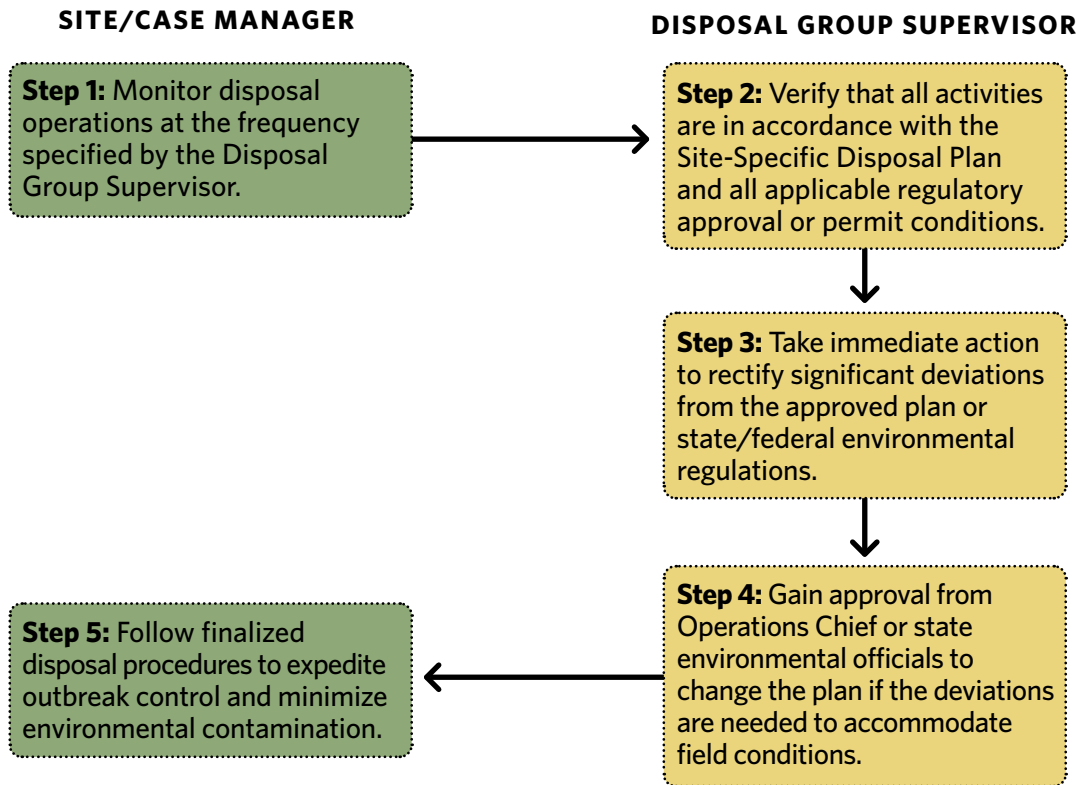 SITE/CASE MANAGER
DISPOSAL GROUP SUPERVISOR
Step 1: Monitor disposal
operations at the frequency
specified by the Disposal
Group Supervisor.
Step 2: Verify that all activities
are in accordance with the
Site-Specific Disposal Plan
and all applicable regulatory
approval or permit conditions.
Step 3: Take immediate action
to rectify significant deviations
from the approved plan or
state/federal environmental
regulations.
Step 4: Gain approval from
Operations Chief or state
environmental officials to
change the plan if the deviations
are needed to accommodate
field conditions.
Step 5: Follow finalized
disposal procedures to expedite
outbreak control and minimize
environmental contamination.